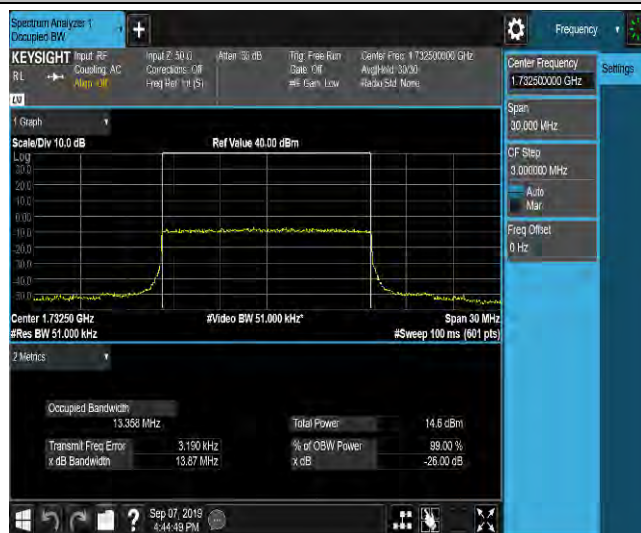 Spectrum Analyzer 1
Occupied BW
+
Frequency
KEYSIGHT Input: RF
Coupling: AC
Align: Off
Input Z: 50 Ω
Corrections: Off
Freq Ref: Int (S)
Atten: 30 dB
Trig: Free Run
Gate: Off
#IF Gain: Low
Center Freq: 1.732500000 GHz
Avg|Hold: 30/30
Radio Std: None
RL
LXI
Center Frequency
1.732500000 GHz
Settings
Span
30.000 MHz
CF Step
3.000000 MHz
Auto
Man
Freq Offset
0 Hz
1 Graph
Scale/Div 10.0 dB
Ref Value 40.00 dBm
Log
30.0
20.0
10.0
0.00
-10.0
-20.0
-30.0
-40.0
-50.0
Center 1.73250 GHz
#Video BW 51.000 kHz*
Span 30 MHz
#Res BW 51.000 kHz
#Sweep 100 ms (601 pts)
2 Metrics
Occupied Bandwidth
13.358 MHz
Total Power
14.6 dBm
Transmit Freq Error
3.190 kHz
% of OBW Power
99.00 %
x dB Bandwidth
13.87 MHz
x dB
-26.00 dB
?
Sep 07, 2019
4:44:49 PM